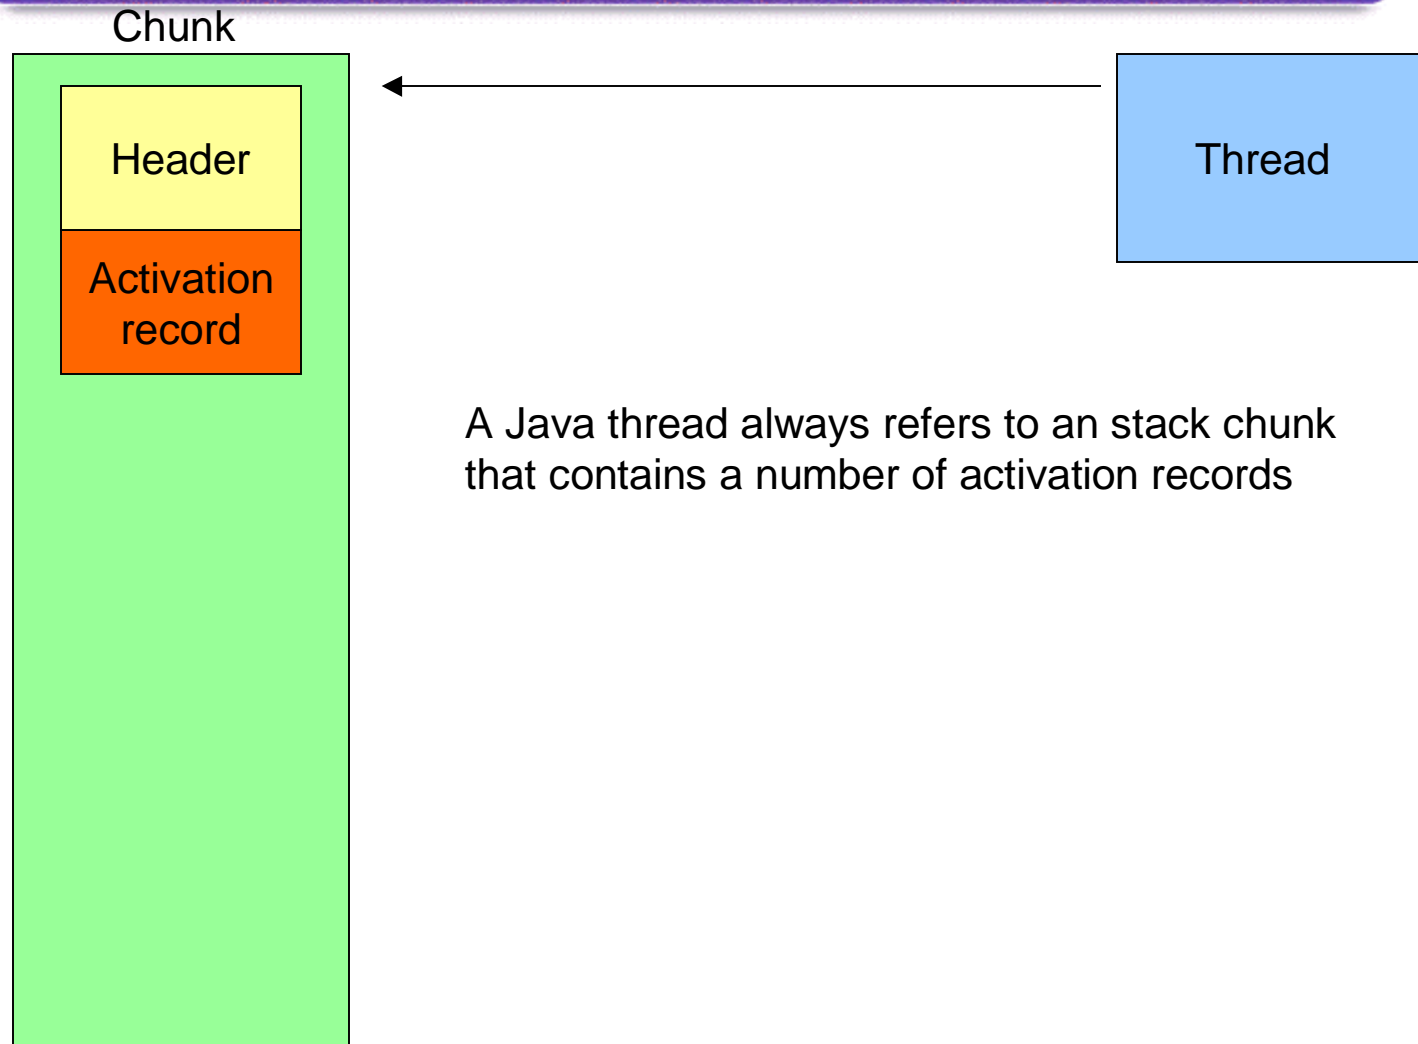 Chunk
Header
Thread
Activation
record
A Java thread always refers to an stack chunk
that contains a number of activation records